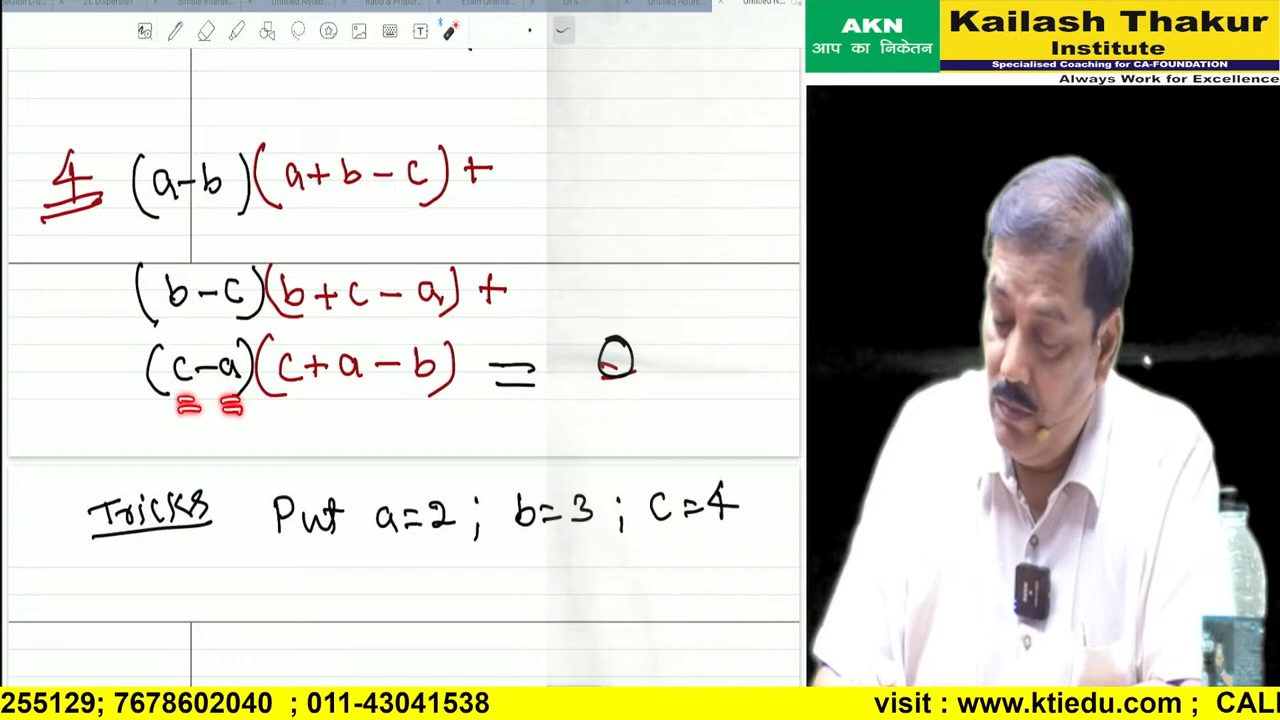 AKN
आप का निकेतन
Kailash Thakur
Institute
Specialised Coaching for CA-FOUNDATION
Always Work for Excellence
4 (a-b)(a+b-c)+
(b-c)(b+c-a)+
(c-a)(c+a-b) = 0
Tricks Put a=2; b=3; c=4
255129; 7678602040 ; 011-43041538
visit : www.ktiedu.com ; CALL